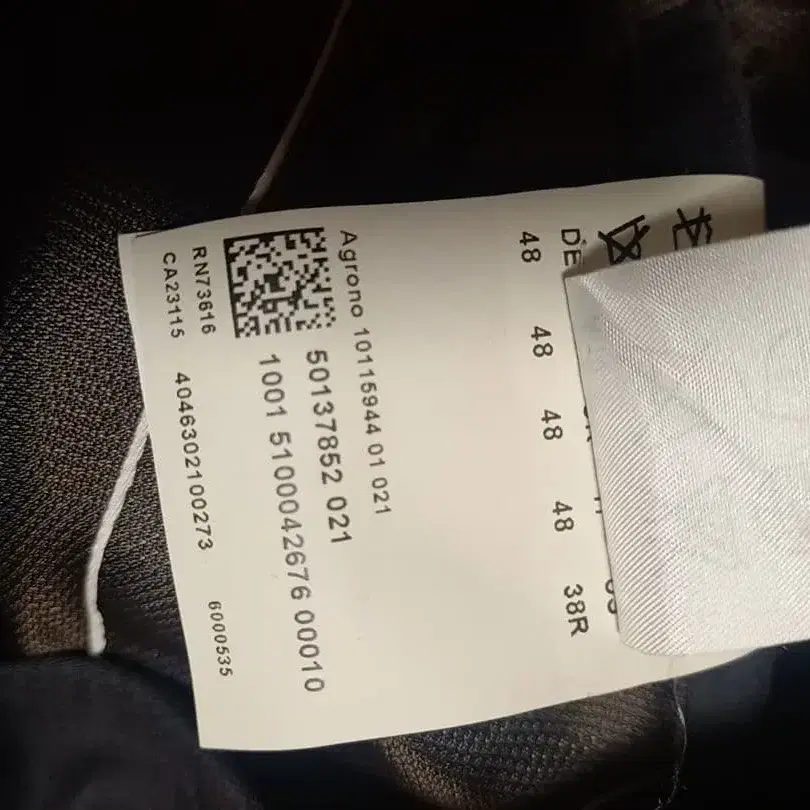 DE
48 48 48 48 38R
Agrono 10115944 01 021
50137852 021
1001 5100042676 00010
RN73616
CA23115 4046302100273 6000535